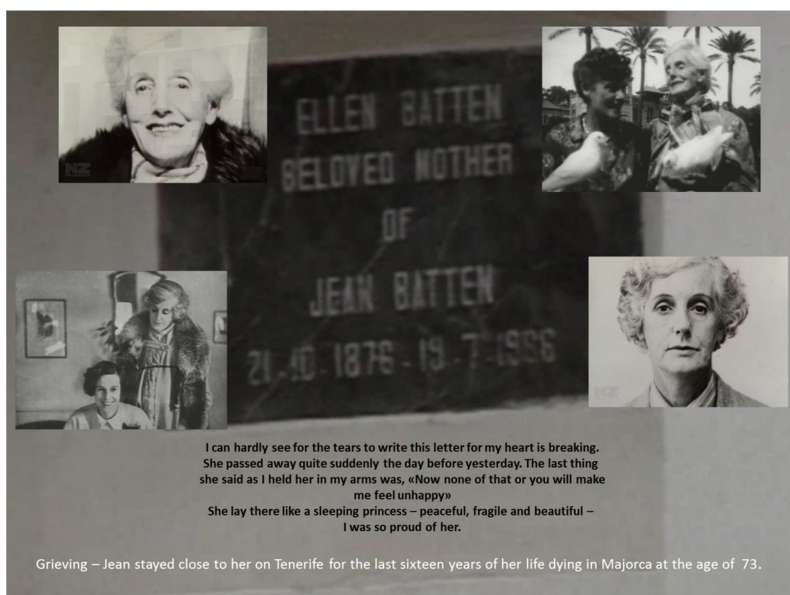 NZ
ELLEN BATTEN
BELOVED MOTHER
OF
JEAN BATTEN
21-10-1876-19-7-1966
NZ
I can hardly see for the tears to write this letter for my heart is breaking.
She passed away quite suddenly the day before yesterday. The last thing
she said as I held her in my arms was, «Now none of that or you will make
me feel unhappy»
She lay there like a sleeping princess – peaceful, fragile and beautiful –
I was so proud of her.
Grieving – Jean stayed close to her on Tenerife for the last sixteen years of her life dying in Majorca at the age of 73.